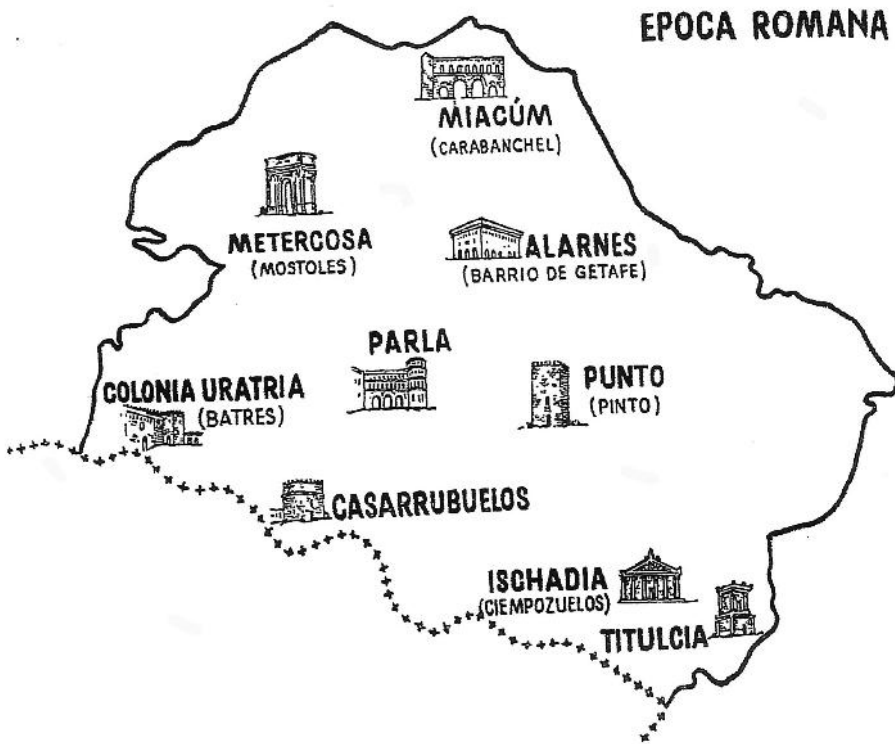 EPOCA ROMANA
MIACÚM
(CARABANCHEL)
METERCOSA
(MOSTOLES)
ALARNES
(BARRIO DE GETAFE)
PARLA
COLONIA URATRIA
(BATRES)
PUNTO
(PINTO)
CASARRUBUELOS
ISCHADIA
(CIEMPOZUELOS)
TITULCIA